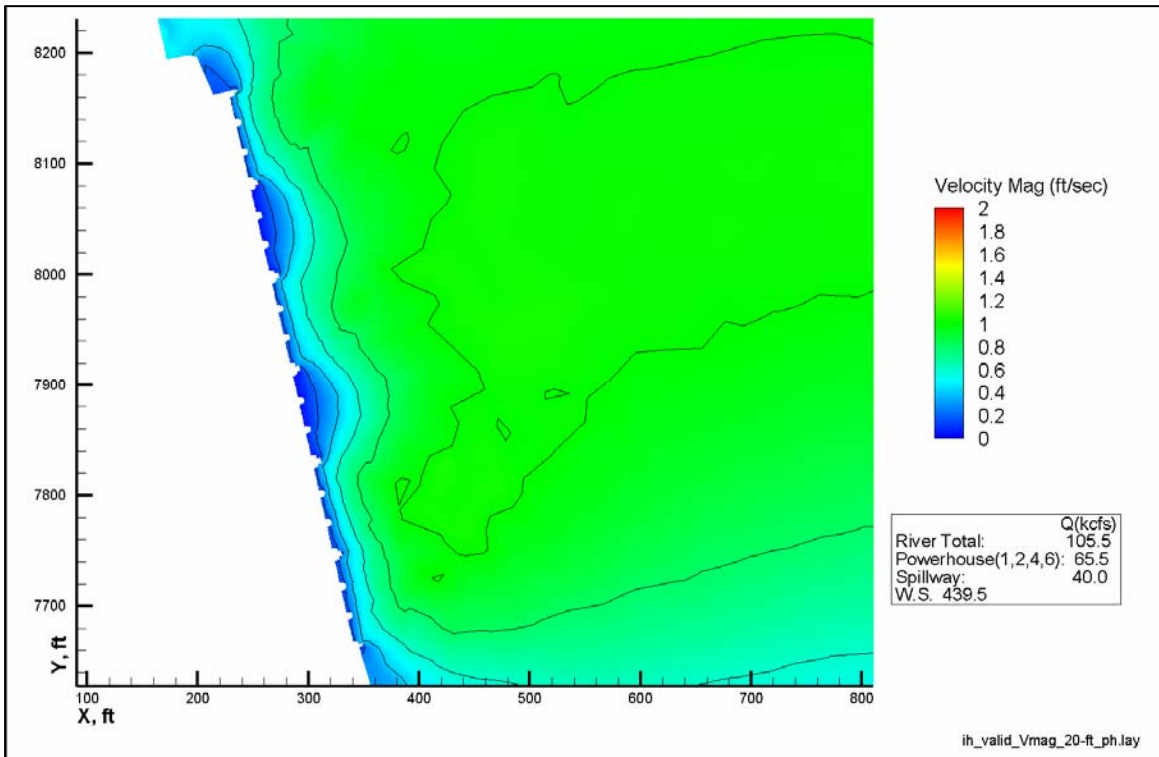 8200
8100
8000
7900
7800
7700
Y, ft
100
200
300
400
500
600
700
800
X, ft
Velocity Mag (ft/sec)
2
1.8
1.6
1.4
1.2
1
0.8
0.6
0.4
0.2
0
Q(kcfs)
River Total: 105.5
Powerhouse(1,2,4,6): 65.5
Spillway: 40.0
W.S. 439.5
ih_valid_Vmag_20-ft_ph.lay